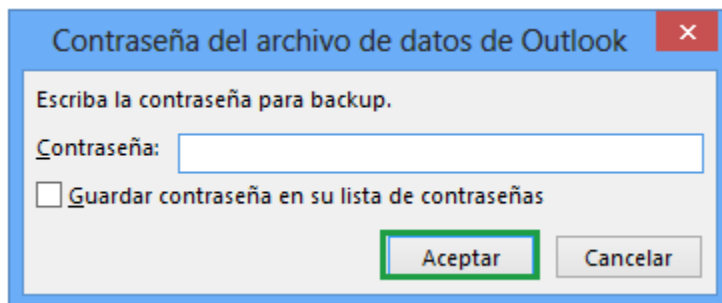 Contraseña del archivo de datos de Outlook
Escriba la contraseña para backup.
Contraseña:
Guardar contraseña en su lista de contraseñas
Aceptar Cancelar